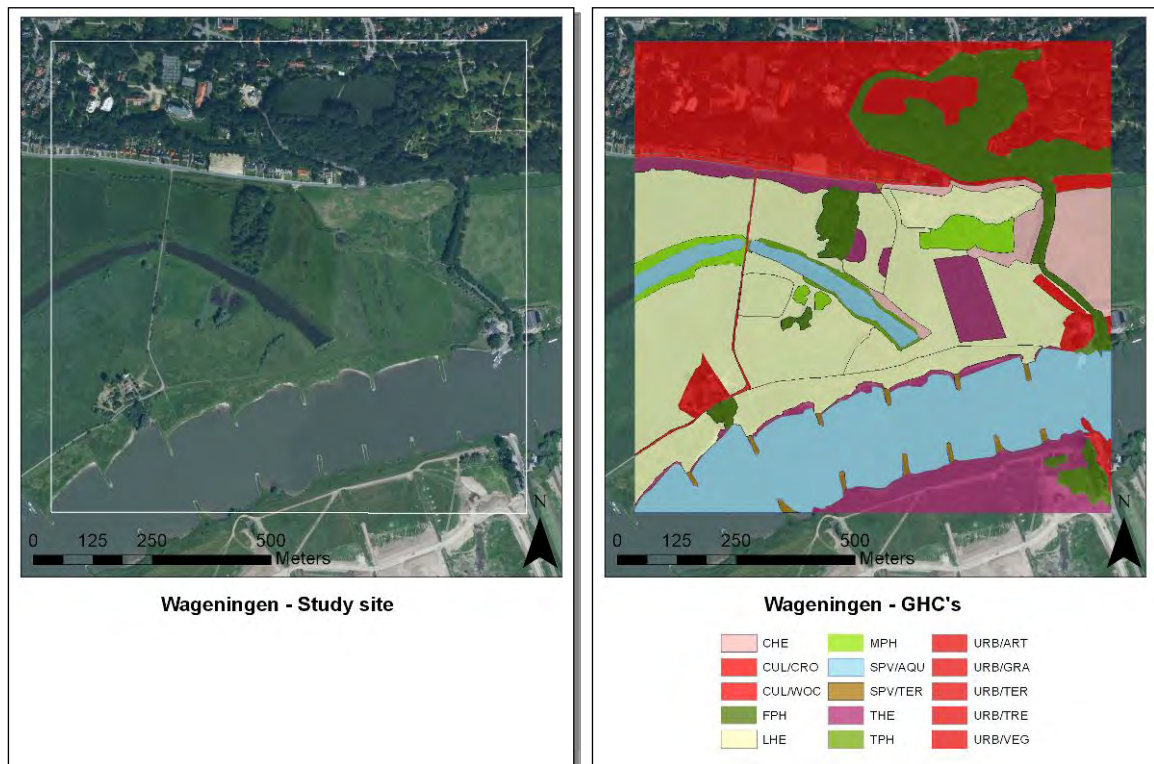 N
0 125 250 500
Meters
Wageningen - Study site
N
0 125 250 500
Meters
Wageningen - GHC's
CHE MPH URB/ART
CUL/CRO SPV/AQU URB/GRA
CUL/WOC SPV/TER URB/TER
FPH THE URB/TRE
LHE TPH URB/VEG